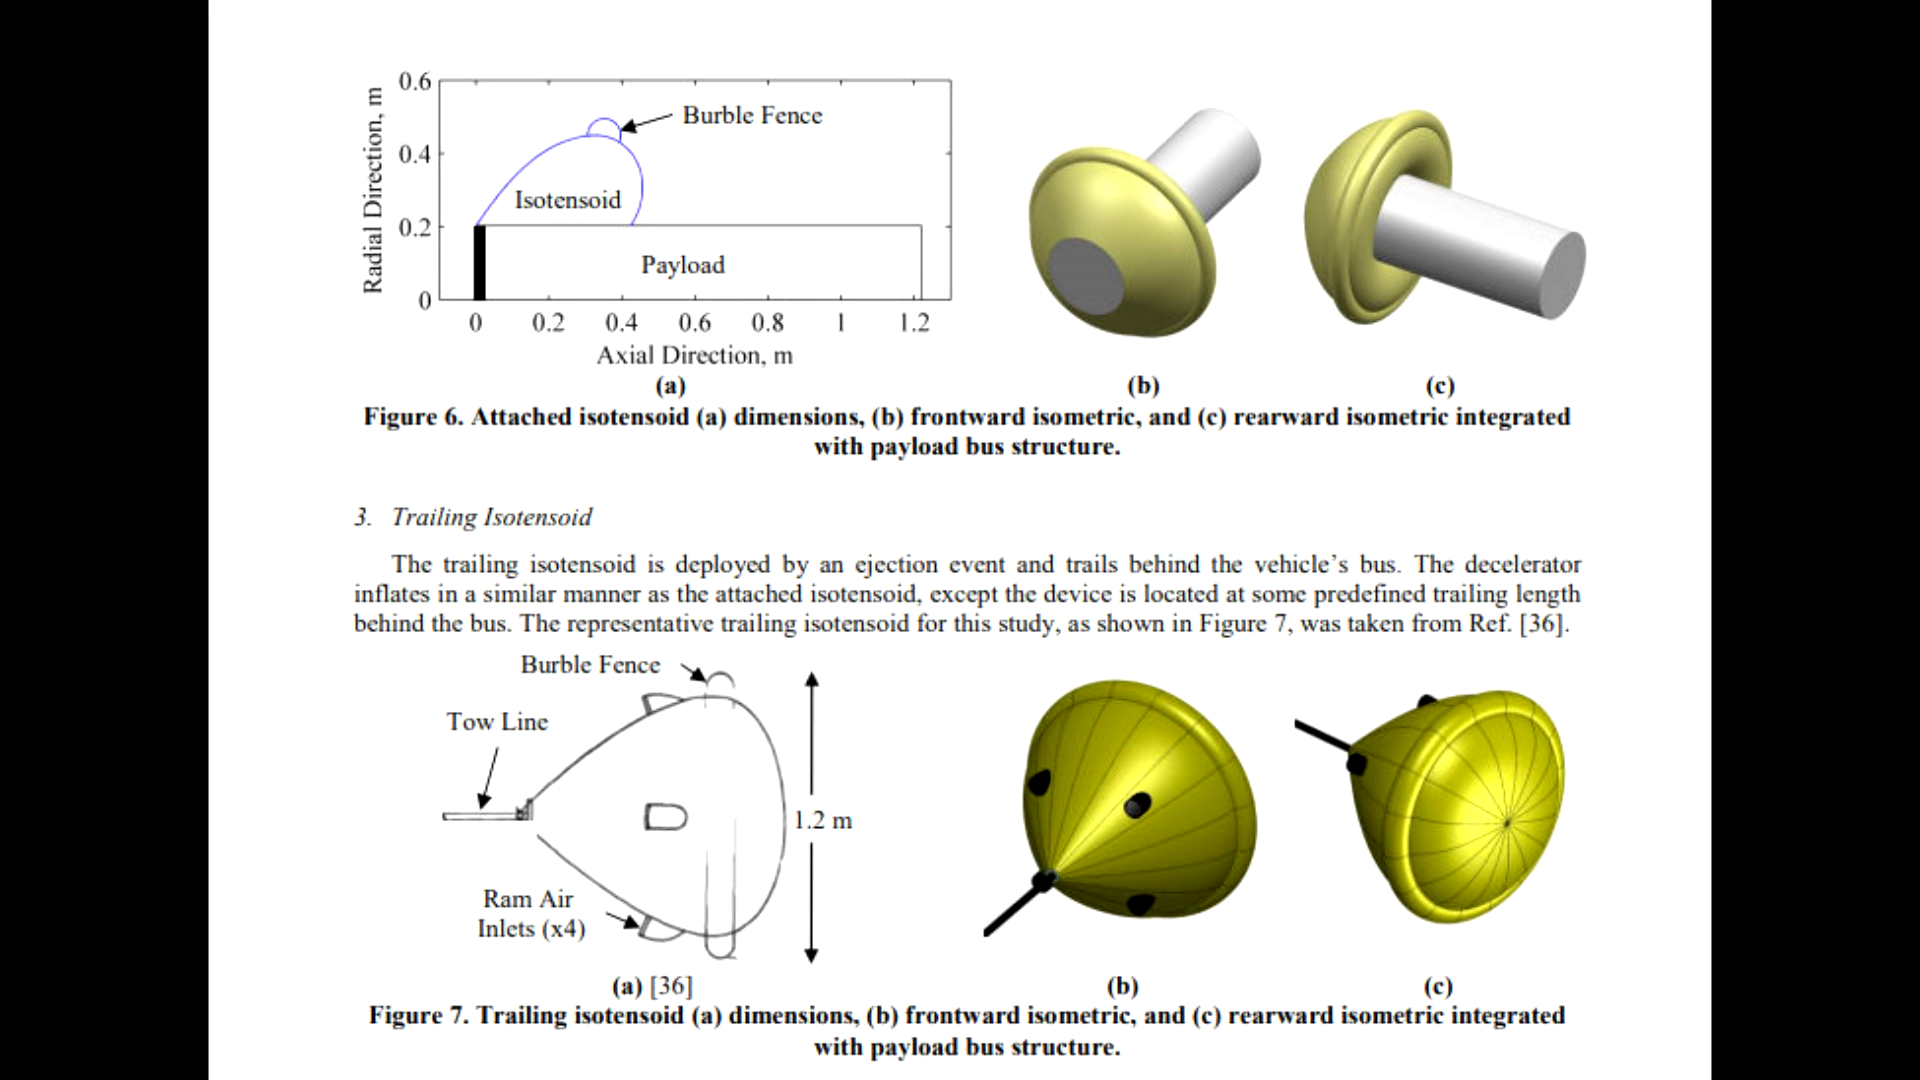 0.6
0.4
0.2
0
Radial Direction, m
Burble Fence
Isotensoid
Payload
0 0.2 0.4 0.6 0.8 1 1.2
Axial Direction, m
(a) (b) (c)
Figure 6. Attached isotensoid (a) dimensions, (b) frontward isometric, and (c) rearward isometric integrated
with payload bus structure.
3. Trailing Isotensoid
The trailing isotensoid is deployed by an ejection event and trails behind the vehicle's bus. The decelerator
inflates in a similar manner as the attached isotensoid, except the device is located at some predefined trailing length
behind the bus. The representative trailing isotensoid for this study, as shown in Figure 7, was taken from Ref. [36].
Burble Fence
Tow Line
1.2 m
Ram Air
Inlets (x4)
(a) [36] (b) (c)
Figure 7. Trailing isotensoid (a) dimensions, (b) frontward isometric, and (c) rearward isometric integrated
with payload bus structure.